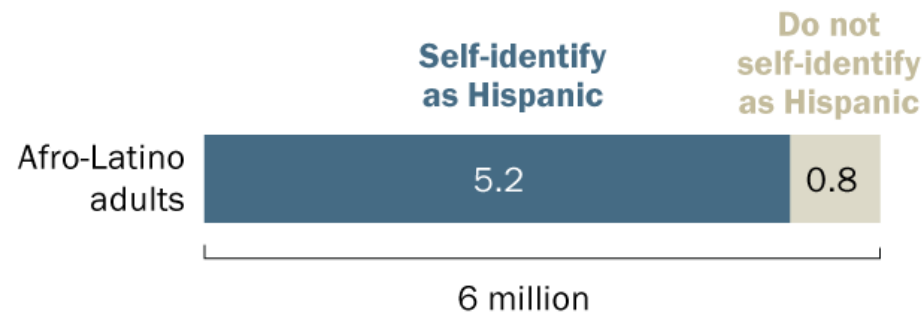 Self-identify
as Hispanic
Do not
self-identify
as Hispanic
Afro-Latino
adults
5.2
0.8
6 million